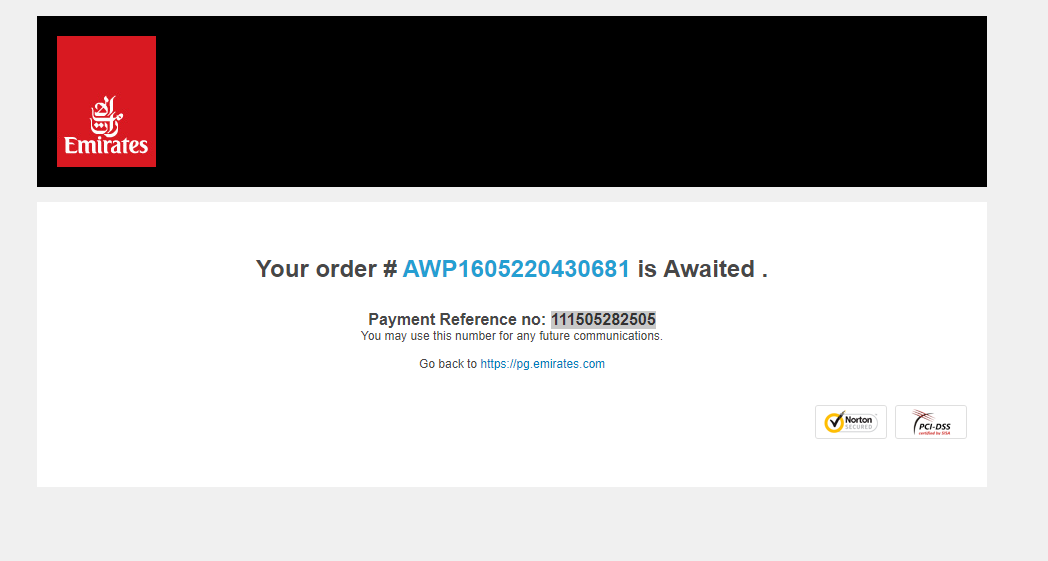 Emirates
Your order # AWP1605220430681 is Awaited .
Payment Reference no: 111505282505
You may use this number for any future communications.
Go back to https://pg.emirates.com
Norton
SECURED
PCI-DSS
certified by SISA